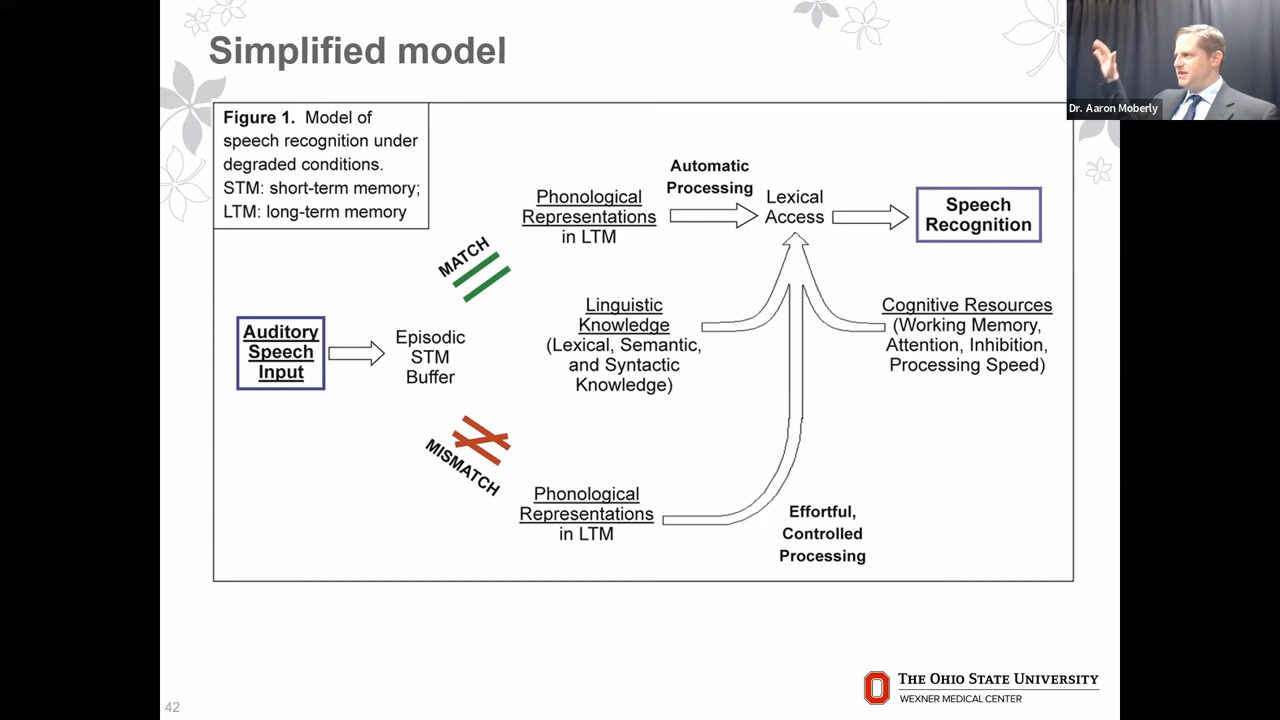 Simplified model
Dr. Aaron Moberly
Figure 1. Model of
speech recognition under
degraded conditions.
STM: short-term memory;
LTM: long-term memory
Automatic
Processing
Phonological
Representations
in LTM
Lexical
Access
Speech
Recognition
MATCH
Linguistic
Knowledge
(Lexical, Semantic,
and Syntactic
Knowledge)
Cognitive Resources
(Working Memory,
Attention, Inhibition,
Processing Speed)
Auditory
Speech
Input
Episodic
STM
Buffer
MISMATCH
Phonological
Representations
in LTM
Effortful,
Controlled
Processing
THE OHIO STATE UNIVERSITY
WEXNER MEDICAL CENTER
42